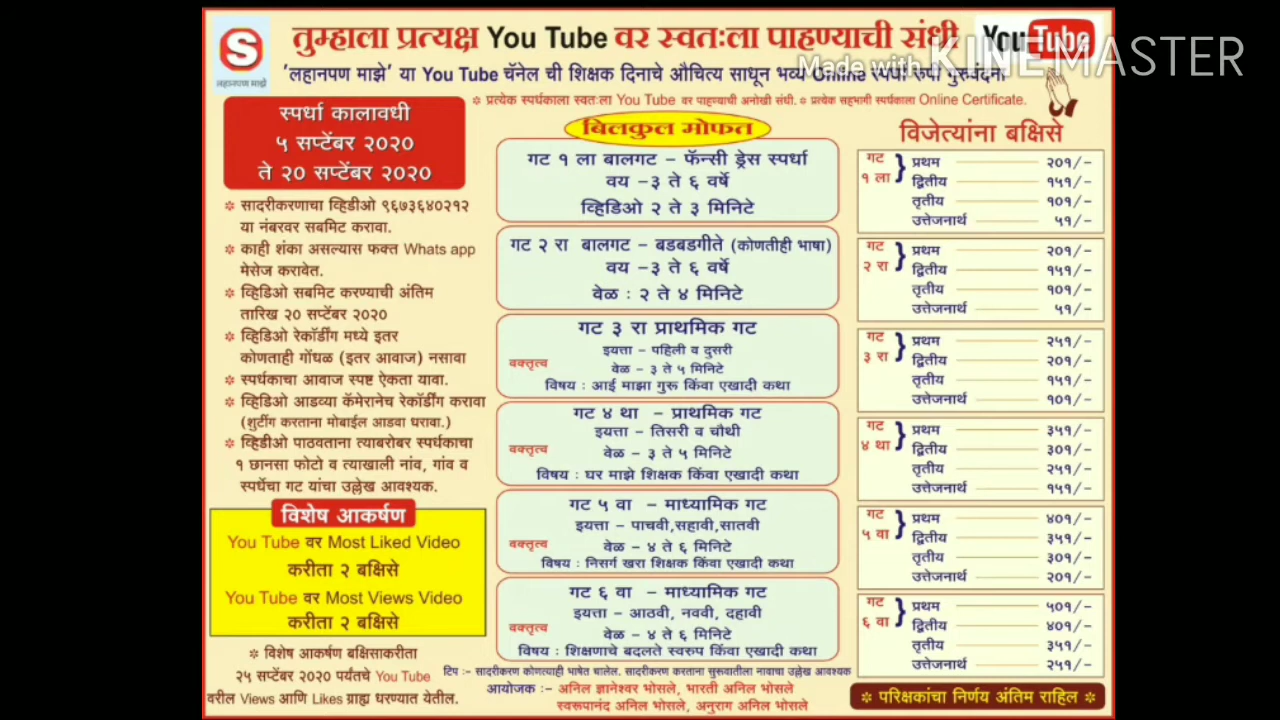 तुम्हाला प्रत्यक्ष You Tube वर स्वतःला पाहण्याची संधी
You Tube
Made with KINEMASTER
S
लहानपण माझे
'लहानपण माझे' या You Tube चॅनेल ची शिक्षक दिनाचे औचित्य साधून भव्य Online स्पर्धा रुपी गुरुवंदना
* प्रत्येक स्पर्धकाला स्वतःला You Tube वर पाहण्याची अनोखी संधी. * प्रत्येक सहभागी स्पर्धकाला Online Certificate.
स्पर्धा कालावधी
५ सप्टेंबर २०२०
ते २० सप्टेंबर २०२०
* सादरीकरणाचा व्हिडीओ ९६७३६४०२१२
या नंबरवर सबमिट करावा.
* काही शंका असल्यास फक्त Whats app
मेसेज करावेत.
* व्हिडिओ सबमिट करण्याची अंतिम
तारिख २० सप्टेंबर २०२०
* व्हिडिओ रेकॉर्डींग मध्ये इतर
कोणताही गोंधळ (इतर आवाज) नसावा
* स्पर्धकाचा आवाज स्पष्ट ऐकता यावा.
* व्हिडिओ आडव्या कॅमेरानेच रेकॉर्डींग करावा
(शुटींग करताना मोबाईल आडवा धरावा.)
* व्हिडीओ पाठवताना त्याबरोबर स्पर्धकाचा
१ छानसा फोटो व त्याखाली नांव, गांव व
स्पर्धेचा गट यांचा उल्लेख आवश्यक.
विशेष आकर्षण
You Tube वर Most Liked Video
करीता २ बक्षिसे
You Tube वर Most Views Video
करीता २ बक्षिसे
* विशेष आकर्षण बक्षिसाकरीता
२५ सप्टेंबर २०२० पर्यंतचे You Tube
वरील Views आणि Likes ग्राह्य धरण्यात येतील.
बिलकुल मोफत
गट १ ला बालगट – फॅन्सी ड्रेस स्पर्धा
वय –३ ते ६ वर्षे
व्हिडिओ २ ते ३ मिनिटे
गट २ रा बालगट – बडबडगीते (कोणतीही भाषा)
वय –३ ते ६ वर्षे
वेळ : २ ते ४ मिनिटे
गट ३ रा प्राथमिक गट
इयत्ता – पहिली व दुसरी
वक्तृत्व वेळ – ३ ते ५ मिनिटे
विषय : आई माझा गुरू किंवा एखादी कथा
गट ४ था – प्राथमिक गट
इयत्ता – तिसरी व चौथी
वक्तृत्व वेळ – ३ ते ५ मिनिटे
विषय : घर माझे शिक्षक किंवा एखादी कथा
गट ५ वा – माध्यामिक गट
इयत्ता – पाचवी,सहावी,सातवी
वक्तृत्व वेळ – ४ ते ६ मिनिटे
विषय : निसर्ग खरा शिक्षक किंवा एखादी कथा
गट ६ वा – माध्यामिक गट
इयत्ता – आठवी, नववी, दहावी
वक्तृत्व वेळ – ४ ते ६ मिनिटे
विषय : शिक्षणाचे बदलते स्वरुप किंवा एखादी कथा
टिप :– सादरीकरण कोणत्याही भाषेत चालेल. सादरीकरण करताना सुरूवातीला नावाचा उल्लेख आवश्यक
आयोजक :– अनिल ज्ञानेश्वर भोसले, भारती अनिल भोसले
स्वरूपानंद अनिल भोसले, अनुराग अनिल भोसले
विजेत्यांना बक्षिसे
गट १ ला
प्रथम २०१/–
द्वितीय १५१/–
तृतीय १०१/–
उत्तेजनार्थ ५१/–
गट २ रा
प्रथम २०१/–
द्वितीय १५१/–
तृतीय १०१/–
उत्तेजनार्थ ५१/–
गट ३ रा
प्रथम २५१/–
द्वितीय २०१/–
तृतीय १५१/–
उत्तेजनार्थ १०१/–
गट ४ था
प्रथम ३५१/–
द्वितीय ३०१/–
तृतीय २५१/–
उत्तेजनार्थ १५१/–
गट ५ वा
प्रथम ४०१/–
द्वितीय ३५१/–
तृतीय ३०१/–
उत्तेजनार्थ २०१/–
गट ६ वा
प्रथम ५०१/–
द्वितीय ४०१/–
तृतीय ३५१/–
उत्तेजनार्थ २५१/–
* परिक्षकांचा निर्णय अंतिम राहिल *